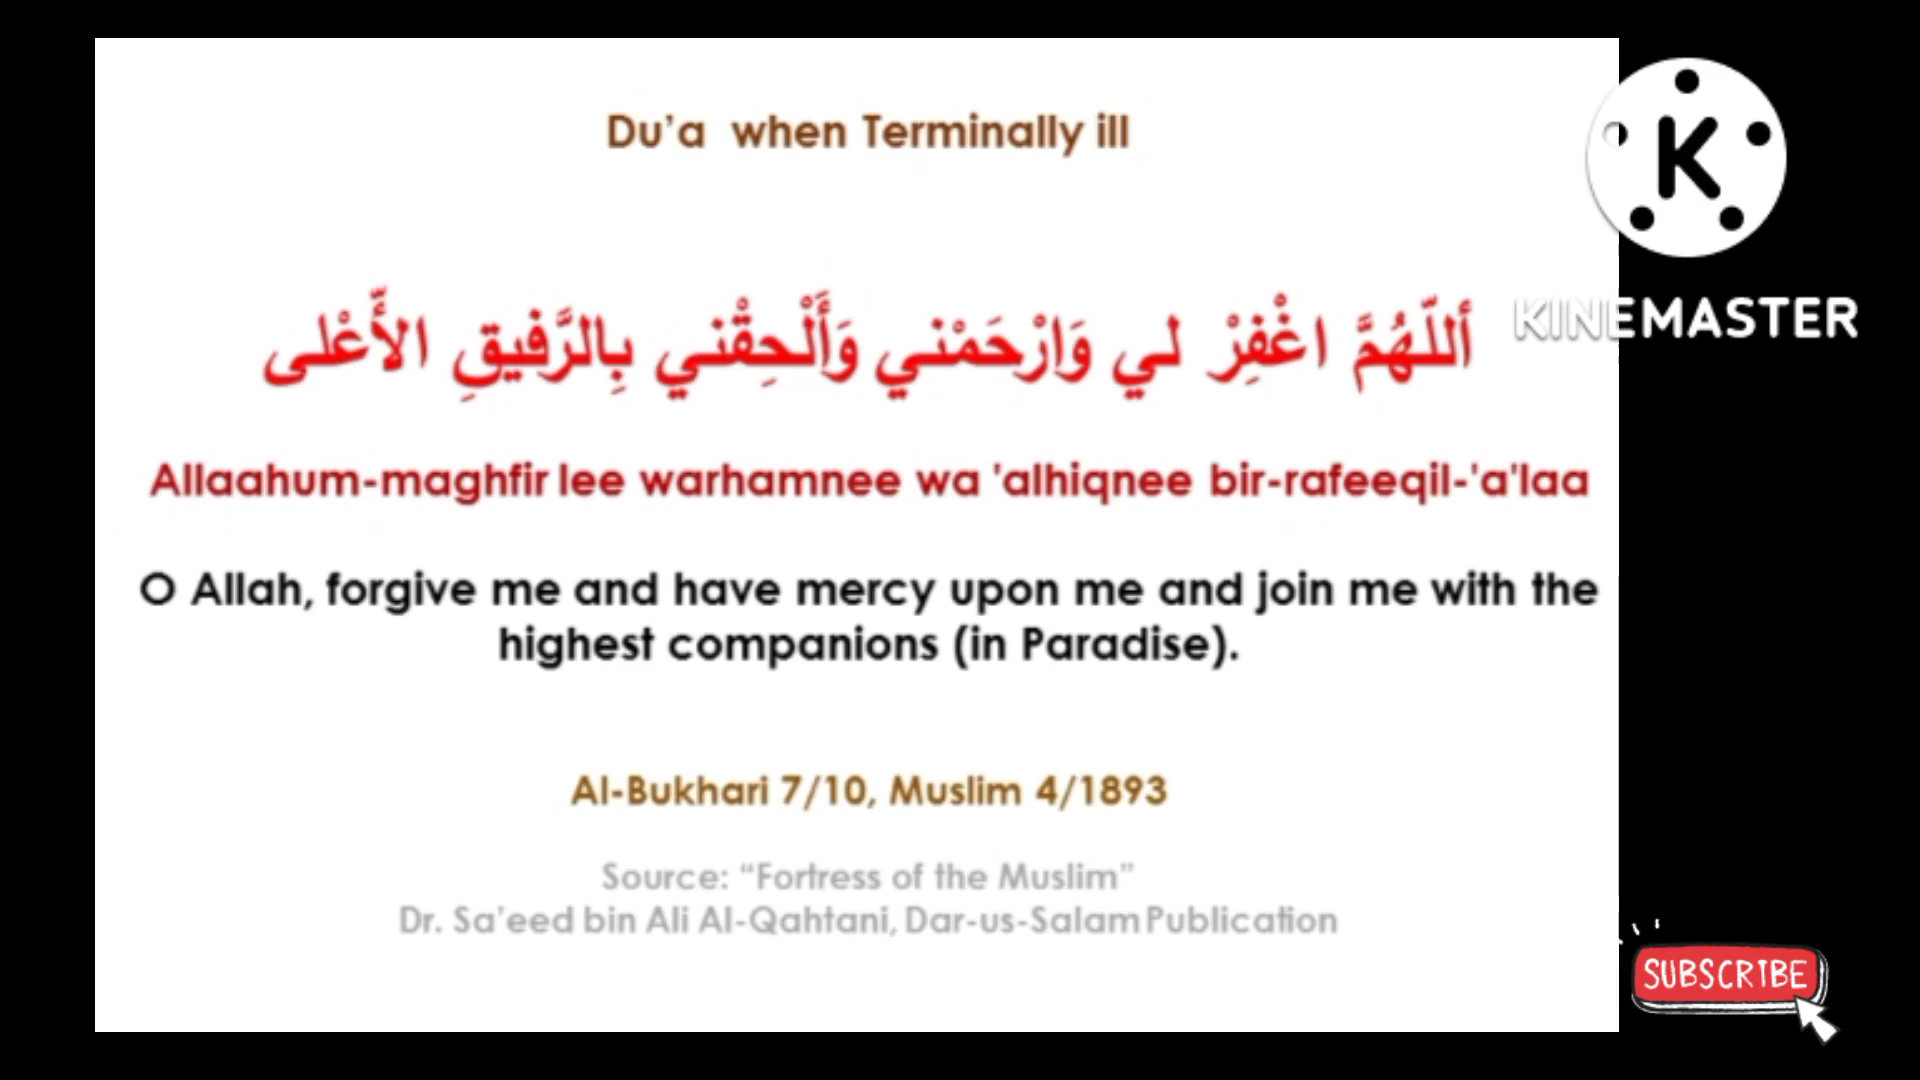 Du'a when Terminally ill
أللّهُمَّ اغْفِرْ لي وَارْحَمْني وَأَلْحِقْني بِالرَّفيقِ الأَّعْلى
Allaahum-maghfir lee warhamnee wa 'alhiqnee bir-rafeeqil-'a'laa
O Allah, forgive me and have mercy upon me and join me with the
highest companions (in Paradise).
Al-Bukhari 7/10, Muslim 4/1893
Source: “Fortress of the Muslim”
Dr. Sa’eed bin Ali Al-Qahtani, Dar-us-Salam Publication
K
KINEMASTER
SUBSCRIBE